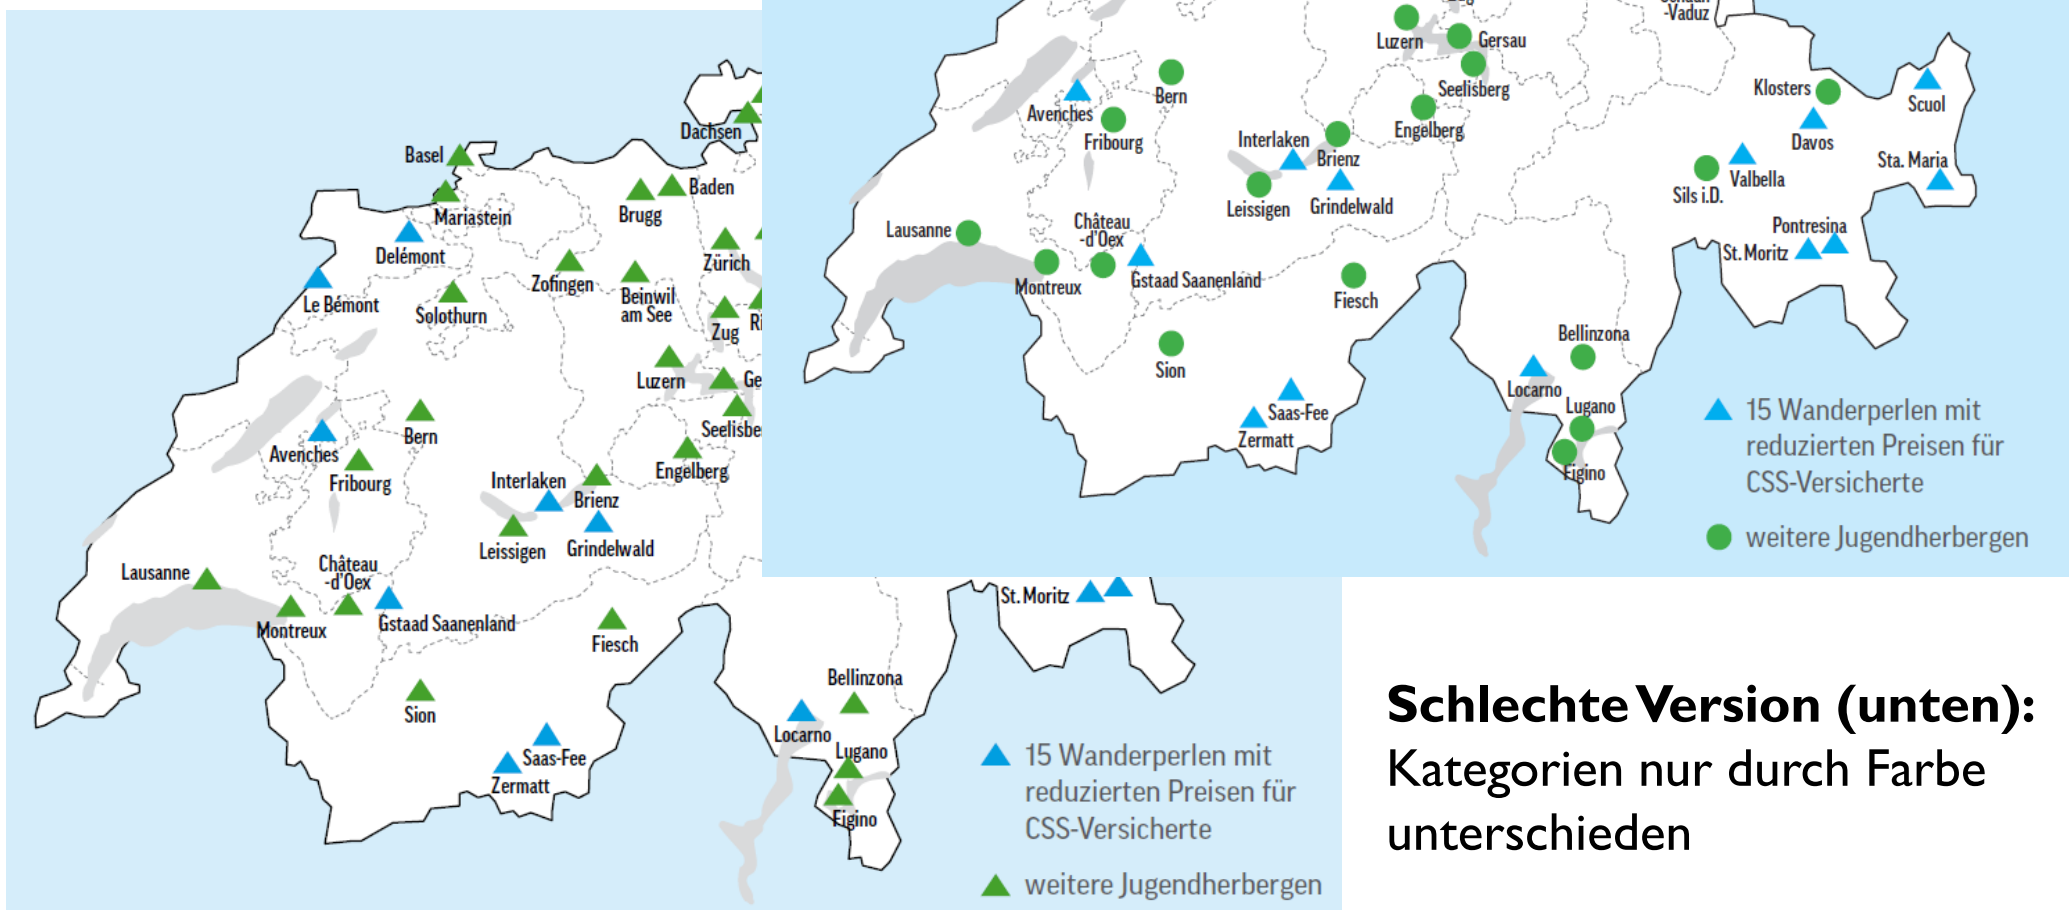 Dachsen
Basel
Mariastein
Baden
Brugg
Delémont
Zürich
Zofingen
Le Bémont
Solothurn
Beinwil
am See
Zug
Luzern
Bern
Avenches
Fribourg
Engelberg
Interlaken
Brienz
Leissigen
Grindelwald
Château
-d'Oex
Lausanne
Montreux
Gstaad Saanenland
Fiesch
Sion
Saas-Fee
Zermatt
Bellinzona
Locarno
Lugano
Figino
St. Moritz
15 Wanderperlen mit
reduzierten Preisen für
CSS-Versicherte
weitere Jugendherbergen
-Vaduz
Luzern
Gersau
Seelisberg
Engelberg
Bern
Avenches
Fribourg
Interlaken
Brienz
Leissigen
Grindelwald
Klosters
Scuol
Davos
Sta. Maria
Valbella
Sils i.D.
Pontresina
St. Moritz
Lausanne
Château
-d'Oex
Montreux
Gstaad Saanenland
Fiesch
Sion
Saas-Fee
Zermatt
Bellinzona
Locarno
Lugano
Figino
15 Wanderperlen mit
reduzierten Preisen für
CSS-Versicherte
weitere Jugendherbergen
Schlechte Version (unten):
Kategorien nur durch Farbe
unterschieden